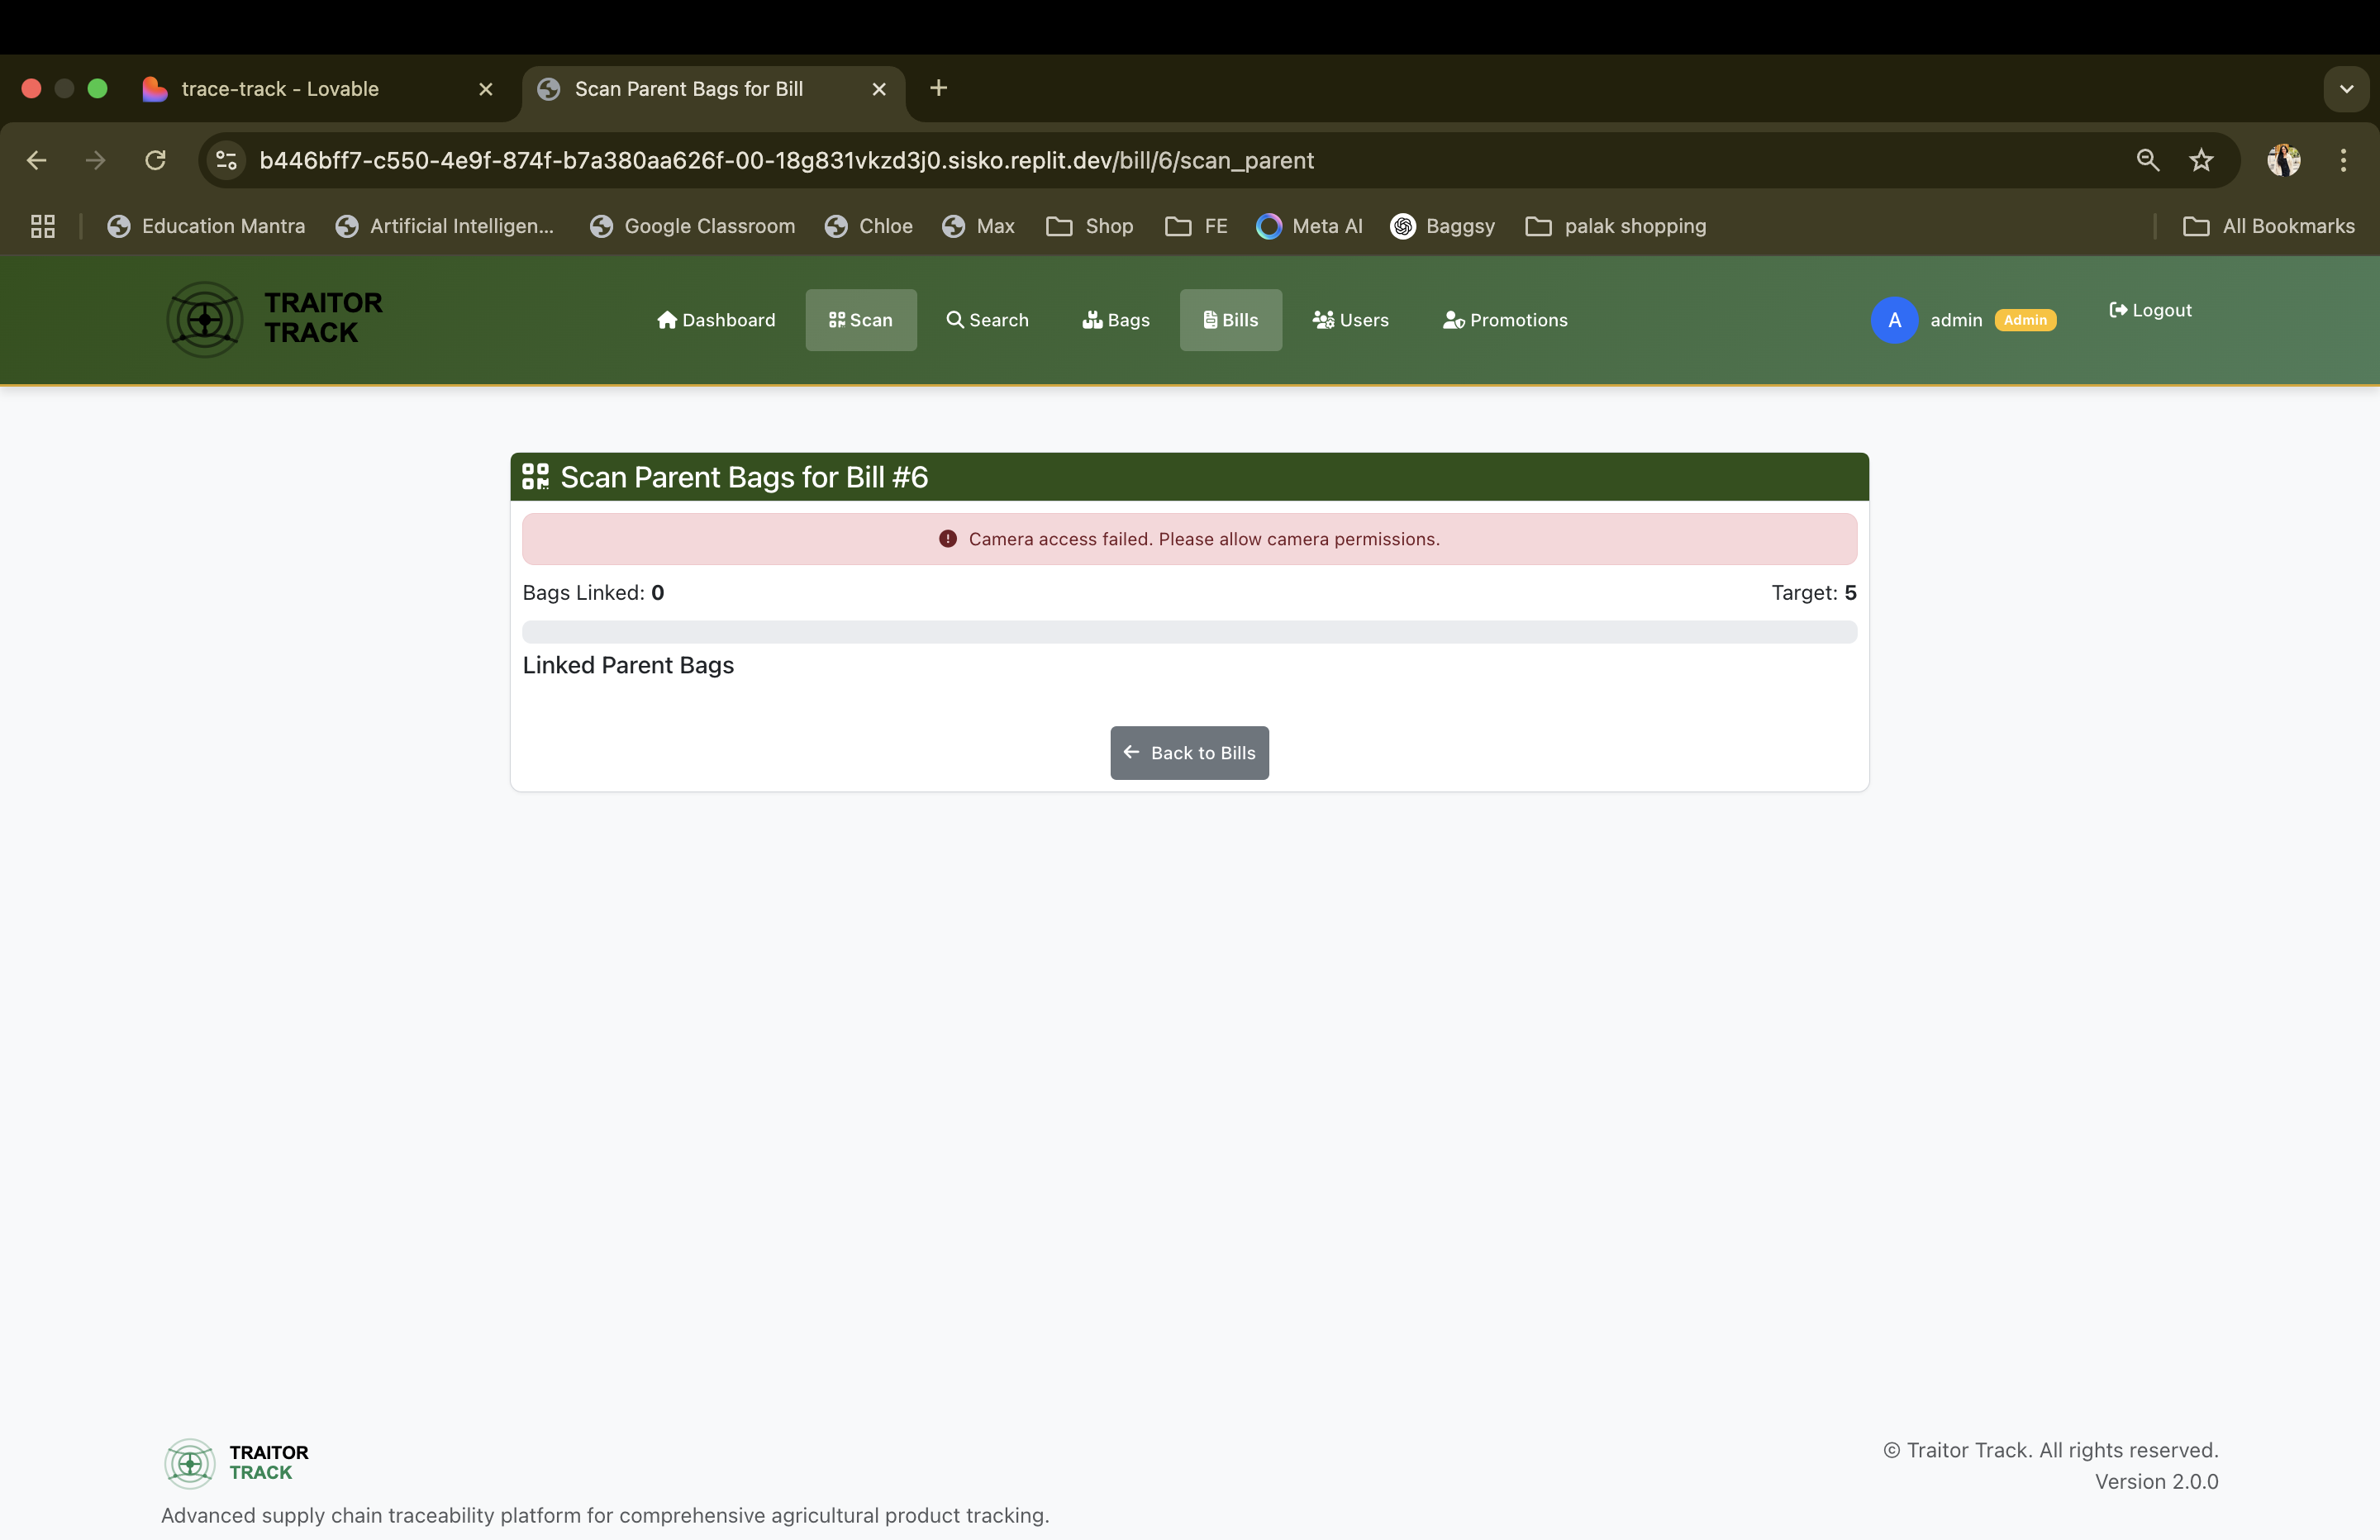 trace-track - Lovable
Scan Parent Bags for Bill
b446bff7-c550-4e9f-874f-b7a380aa626f-00-18g831vkzd3j0.sisko.replit.dev/bill/6/scan_parent
Education Mantra
Artificial Intelligen...
Google Classroom
Chloe
Max
Shop
FE
Meta AI
Baggsy
palak shopping
All Bookmarks
TRAITOR
TRACK
Dashboard
Scan
Search
Bags
Bills
Users
Promotions
A
admin
Admin
Logout
Scan Parent Bags for Bill #6
Camera access failed. Please allow camera permissions.
Bags Linked: 0
Target: 5
Linked Parent Bags
Back to Bills
TRAITOR
TRACK
Advanced supply chain traceability platform for comprehensive agricultural product tracking.
© Traitor Track. All rights reserved.
Version 2.0.0